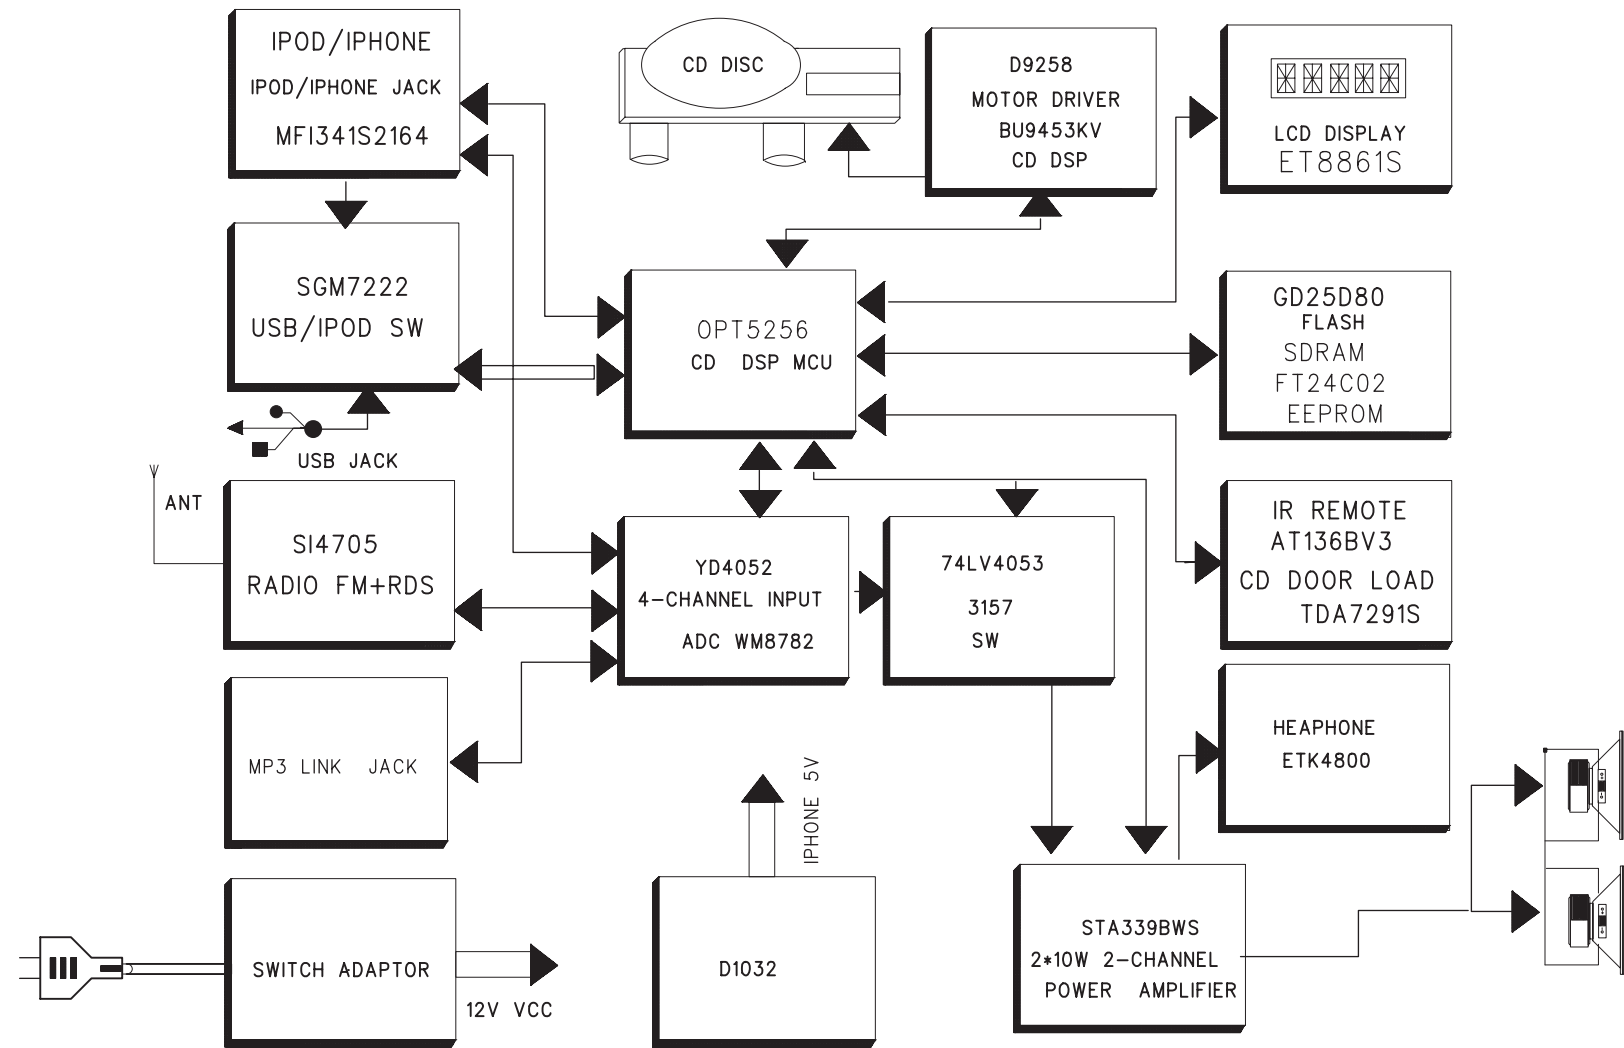 IPOD/IPHONE
IPOD/IPHONE JACK
MFI341S2164
CD DISC
D9258
MOTOR DRIVER
BU9453KV
CD DSP
LCD DISPLAY
ET8861S
SGM7222
USB/IPOD SW
USB JACK
OPT5256
CD DSP MCU
GD25D80
FLASH
SDRAM
FT24C02
EEPROM
ANT
SI4705
RADIO FM+RDS
YD4052
4-CHANNEL INPUT
ADC WM8782
74LV4053
3157
SW
IR REMOTE
AT136BV3
CD DOOR LOAD
TDA7291S
MP3 LINK JACK
IPHONE 5V
HEAPHONE
ETK4800
SWITCH ADAPTOR
12V VCC
D1032
STA339BWS
2*10W 2-CHANNEL
POWER AMPLIFIER